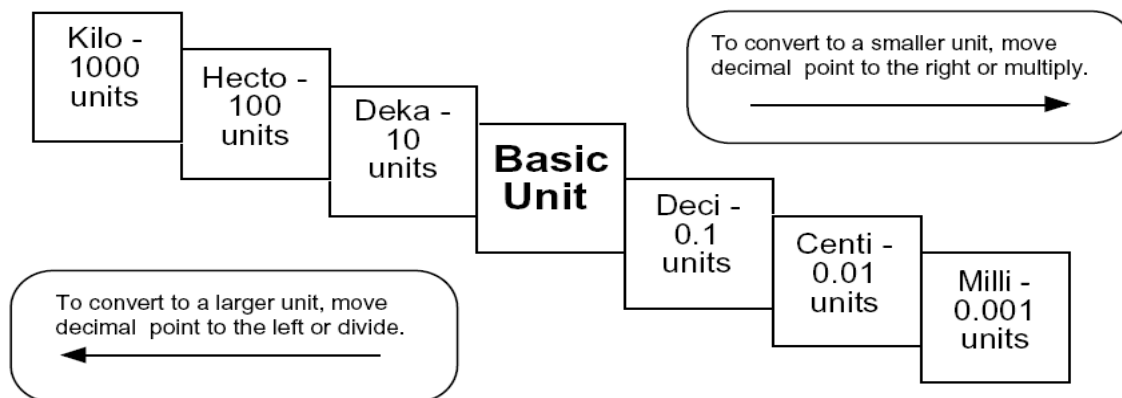 Kilo -
1000
units
Hecto -
100
units
Deka -
10
units
Basic
Unit
Deci -
0.1
units
Centi -
0.01
units
Milli -
0.001
units
To convert to a smaller unit, move
decimal point to the right or multiply.
To convert to a larger unit, move
decimal point to the left or divide.